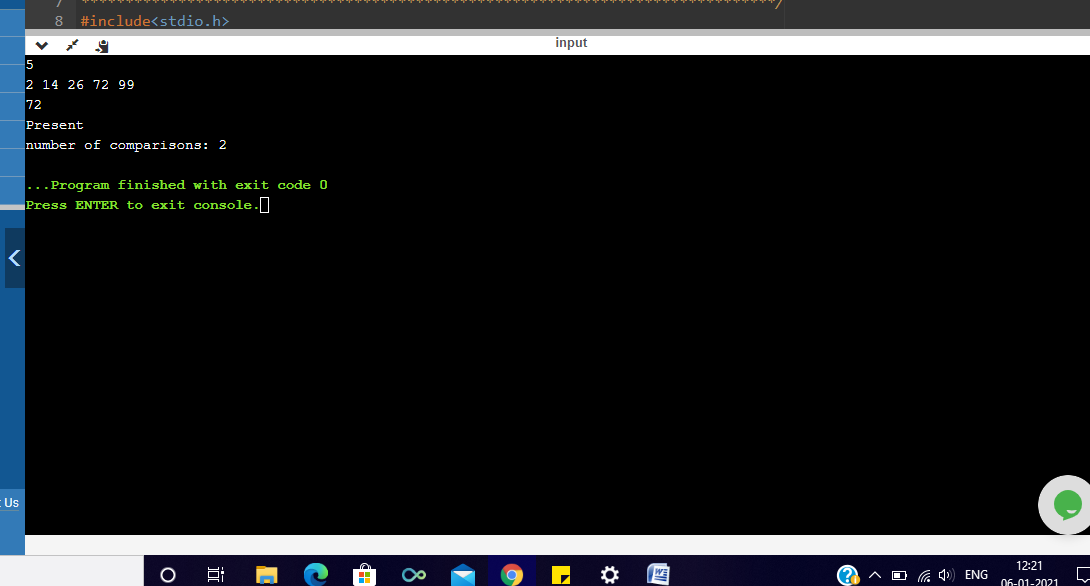 7 ************************************************************************************/
8 #include<stdio.h>
input
5
2 14 26 72 99
72
Present
number of comparisons: 2
...Program finished with exit code 0
Press ENTER to exit console.
Us
ENG
12:21
06-01-2021